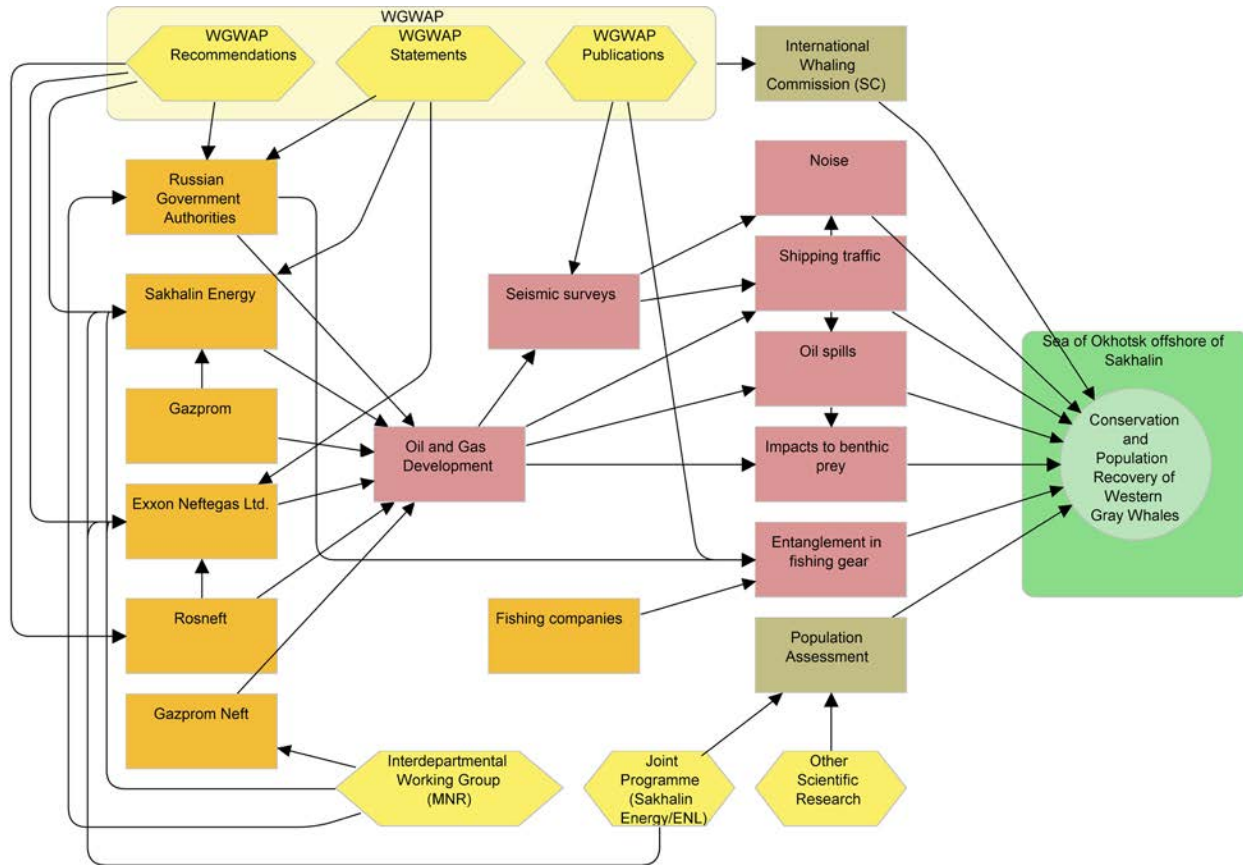 WGWAP
WGWAP
Recommendations
WGWAP
Statements
WGWAP
Publications
International
Whaling
Commission (SC)
Russian
Government
Authorities
Noise
Shipping traffic
Sakhalin Energy
Seismic surveys
Oil spills
Sea of Okhotsk offshore of
Sakhalin
Gazprom
Oil and Gas
Development
Impacts to benthic
prey
Conservation
and
Population
Recovery of
Western
Gray Whales
Exxon Neftegas Ltd.
Entanglement in
fishing gear
Rosneft
Fishing companies
Population
Assessment
Gazprom Neft
Interdepartmental
Working Group
(MNR)
Joint
Programme
(Sakhalin
Energy/ENL)
Other
Scientific
Research